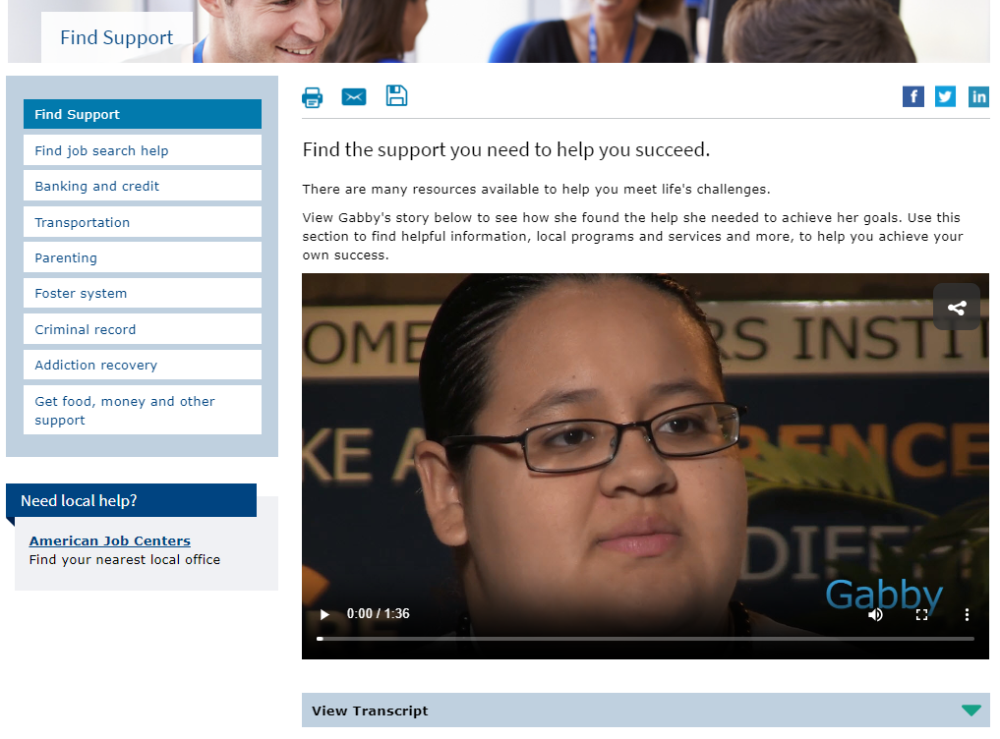 Find Support
Find Support
Find job search help
Banking and credit
Transportation
Parenting
Foster system
Criminal record
Addiction recovery
Get food, money and other
support
Need local help?
American Job Centers
Find your nearest local office
f
in
Find the support you need to help you succeed.
There are many resources available to help you meet life's challenges.
View Gabby's story below to see how she found the help she needed to achieve her goals. Use this
section to find helpful information, local programs and services and more, to help you achieve your
own success.
OME RS INSTIT
KE A ERENCE
DIFF
Gabby
0:00 / 1:36
View Transcript